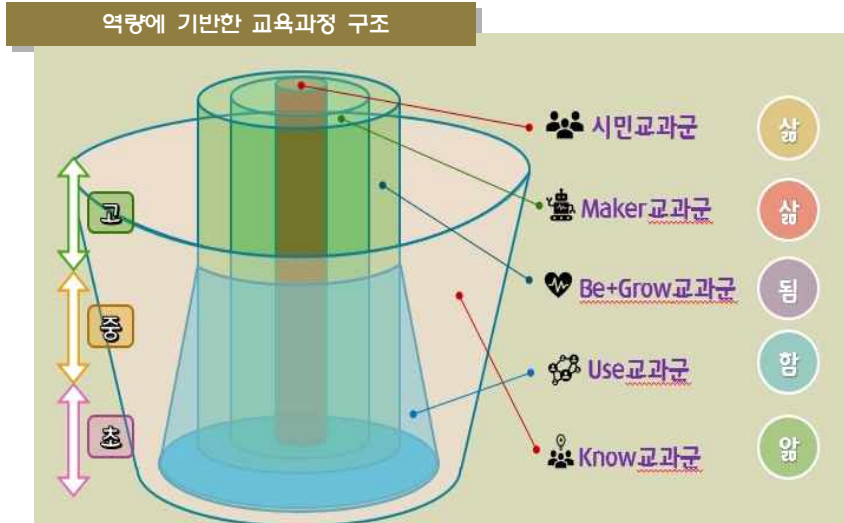 역량에 기반한 교육과정 구조
시민교과군 삶
고 Maker교과군 삶
Be+Grow교과군 됨
중 Use교과군 함
초 Know교과군 앎